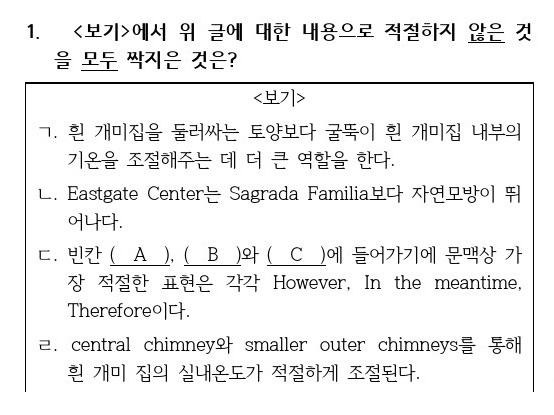 1. <보기>에서 위 글에 대한 내용으로 적절하지 않은 것
을 모두 짝지은 것은?
<보기>
ㄱ. 흰 개미집을 둘러싸는 토양보다 굴뚝이 흰 개미집 내부의
기온을 조절해주는 데 더 큰 역할을 한다.
ㄴ. Eastgate Center는 Sagrada Familia보다 자연모방이 뛰
어나다.
ㄷ. 빈칸 ( A ), ( B )와 ( C )에 들어가기에 문맥상 가
장 적절한 표현은 각각 However, In the meantime,
Therefore이다.
ㄹ. central chimney와 smaller outer chimneys를 통해
흰 개미 집의 실내온도가 적절하게 조절된다.